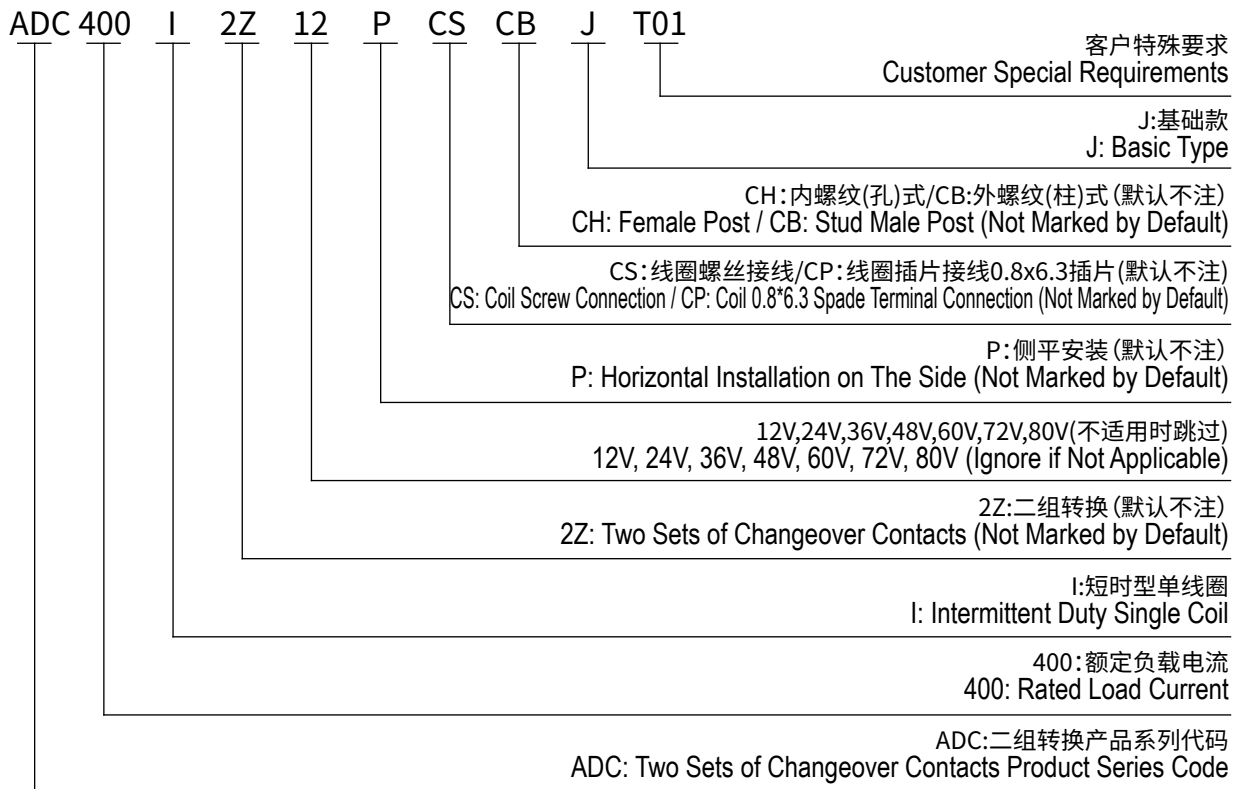 ADC 400 I 2Z 12 P CS CB J T01
客户特殊要求
Customer Special Requirements
J:基础款
J: Basic Type
CH:内螺纹(孔)式/CB:外螺纹(柱)式(默认不注)
CH: Female Post / CB: Stud Male Post (Not Marked by Default)
CS:线圈螺丝接线/CP:线圈插片接线0.8x6.3插片(默认不注)
CS: Coil Screw Connection / CP: Coil 0.8*6.3 Spade Terminal Connection (Not Marked by Default)
P:侧平安装(默认不注)
P: Horizontal Installation on The Side (Not Marked by Default)
12V,24V,36V,48V,60V,72V,80V(不适用时跳过)
12V, 24V, 36V, 48V, 60V, 72V, 80V (Ignore if Not Applicable)
2Z:二组转换(默认不注)
2Z: Two Sets of Changeover Contacts (Not Marked by Default)
I:短时型单线圈
I: Intermittent Duty Single Coil
400:额定负载电流
400: Rated Load Current
ADC:二组转换产品系列代码
ADC: Two Sets of Changeover Contacts Product Series Code